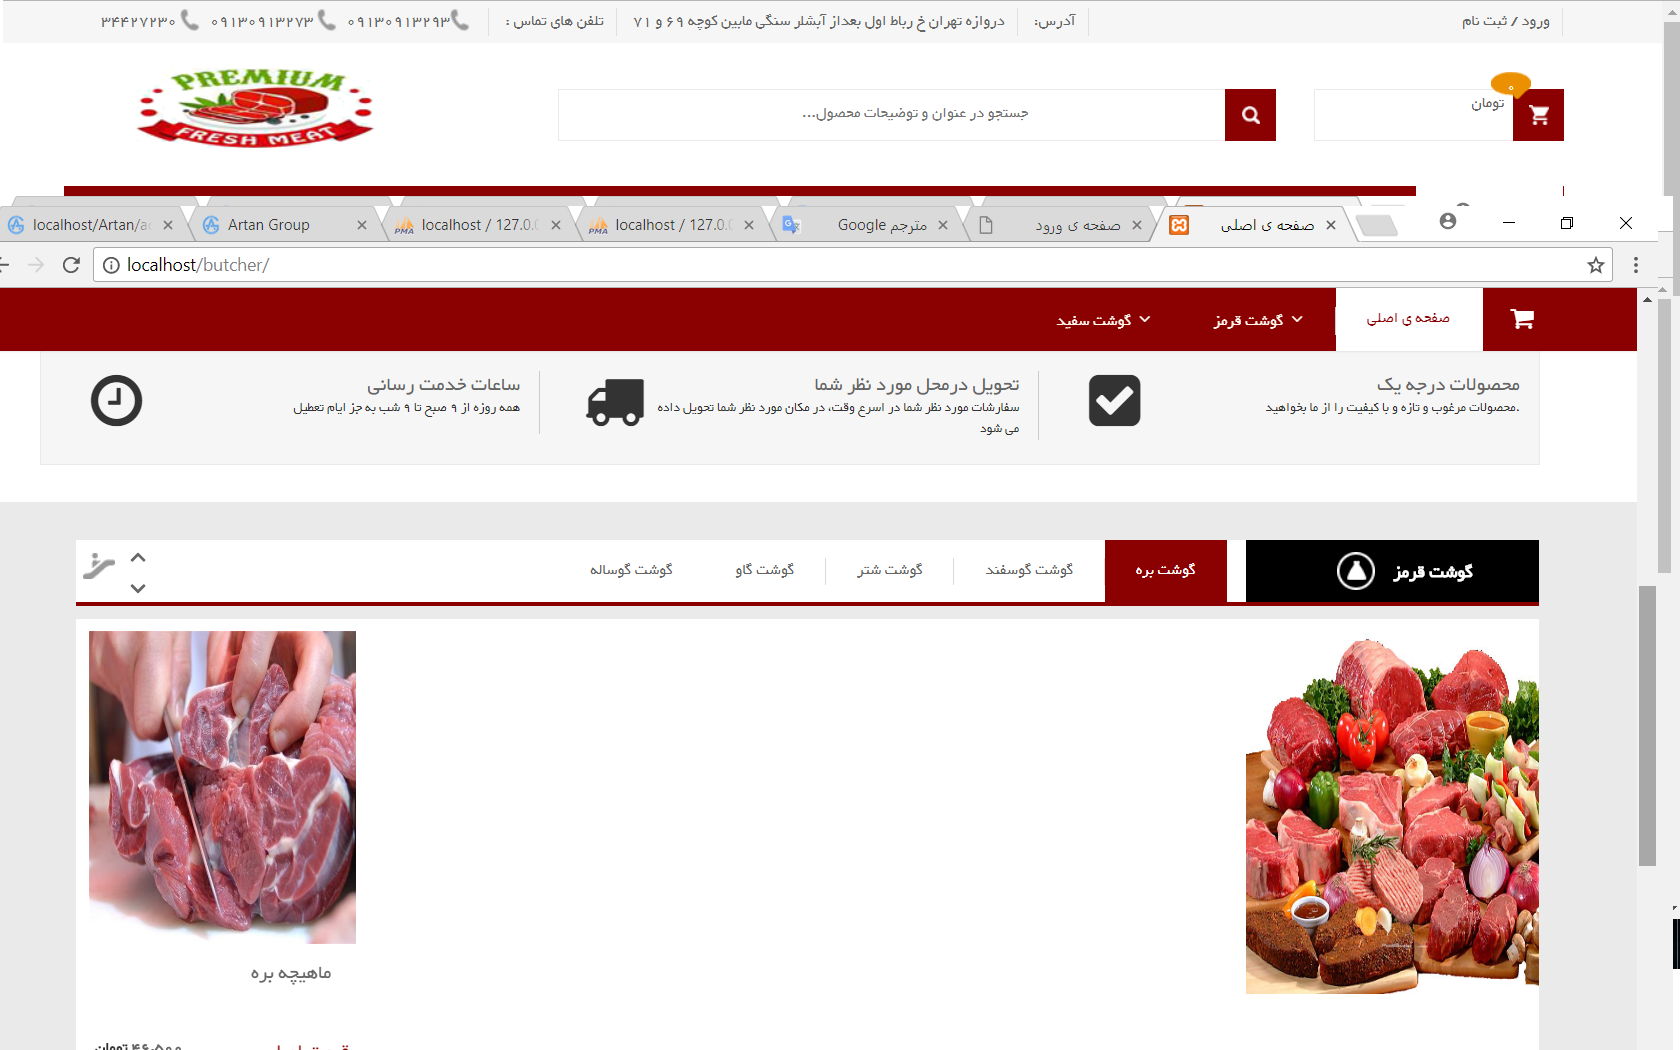 ورود / ثبت نام
آدرس: دروازه تهران خ رباط اول بعداز آبشلر سنگی مابین کوچه ۶۹ و ۷۱
تلفن های تماس : ۰۹۱۳۰۹۱۳۲۹۳ ۰۹۱۳۰۹۱۳۲۷۳ ۳۴۴۲۷۲۳۰
PREMIUM
FRESH MEAT
جستجو در عنوان و توضیحات محصول...
۰
تومان
localhost/Artan/a
Artan Group
localhost / 127.0.0
localhost / 127.0.0
مترجم Google
صفحه ی ورود
صفحه ی اصلی
localhost/butcher/
صفحه ی اصلی
گوشت قرمز
گوشت سفید
محصولات درجه یک
.محصولات مرغوب و تازه و با کیفیت را از ما بخواهید
تحویل درمحل مورد نظر شما
سفارشات مورد نظر شما در اسرع وقت، در مکان مورد نظر شما تحویل داده
می شود
ساعات خدمت رسانی
همه روزه از ۹ صبح تا ۹ شب به جز ایام تعطیل
گوشت قرمز
گوشت بره
گوشت گوسفند
گوشت شتر
گوشت گاو
گوشت گوساله
ماهیچه بره
۴۶,۵۰۰ تومان